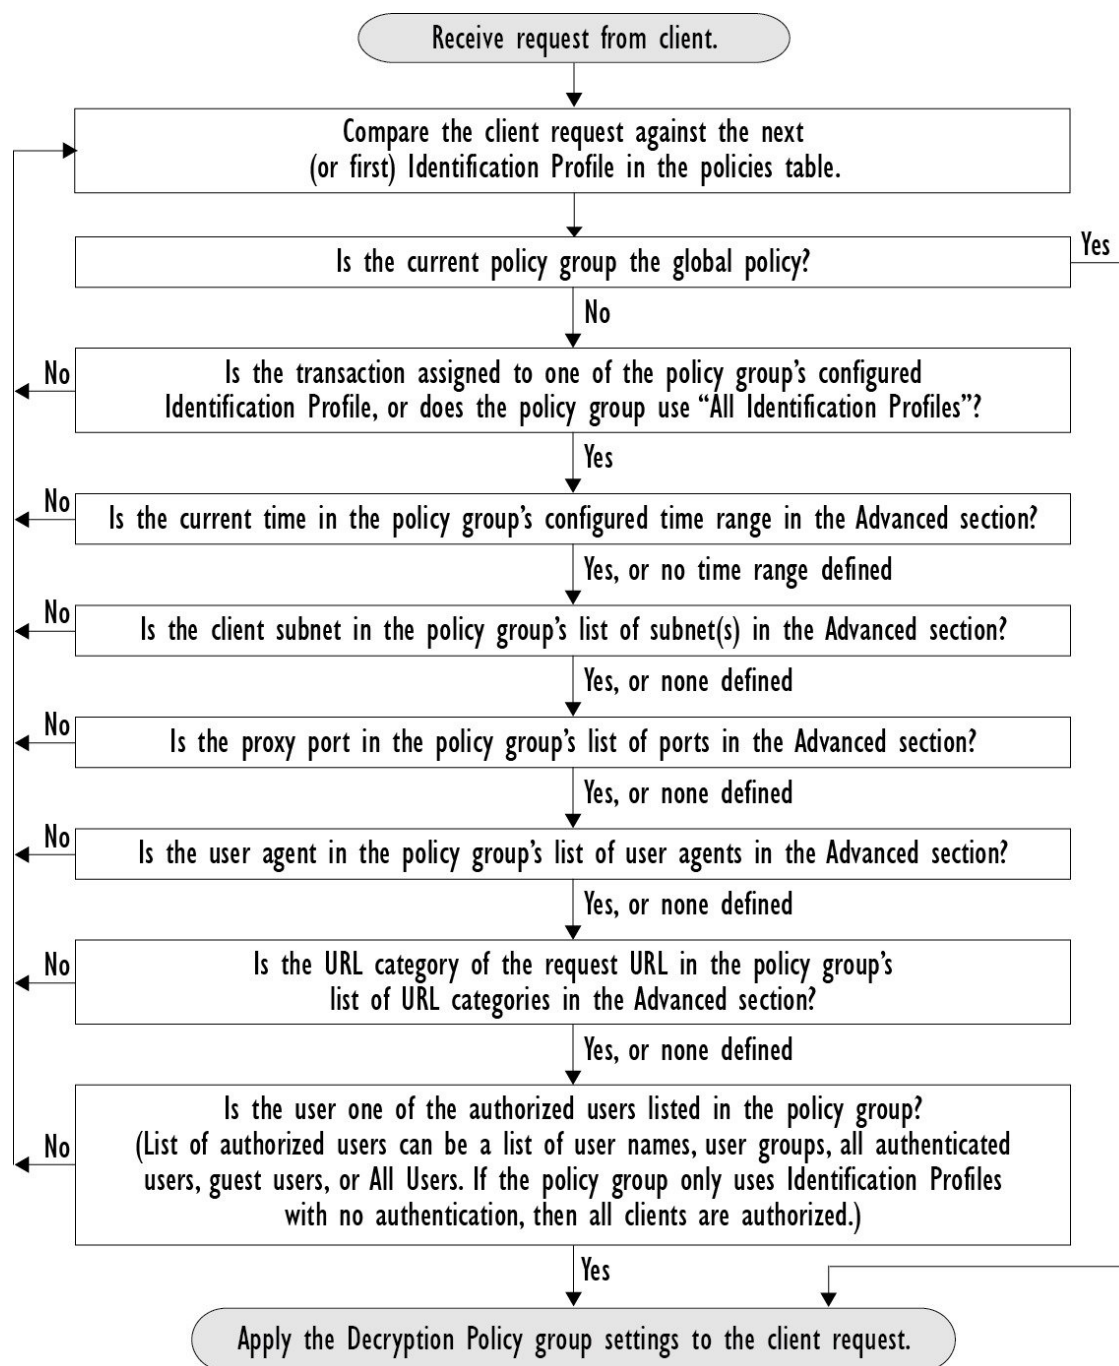 Receive request from client.
Compare the client request against the next
(or first) Identification Profile in the policies table.
Is the current policy group the global policy?
Yes
No
No
Is the transaction assigned to one of the policy group's configured
Identification Profile, or does the policy group use “All Identification Profiles”?
Yes
No
Is the current time in the policy group's configured time range in the Advanced section?
Yes, or no time range defined
No
Is the client subnet in the policy group's list of subnet(s) in the Advanced section?
Yes, or none defined
No
Is the proxy port in the policy group's list of ports in the Advanced section?
Yes, or none defined
No
Is the user agent in the policy group's list of user agents in the Advanced section?
Yes, or none defined
No
Is the URL category of the request URL in the policy group's
list of URL categories in the Advanced section?
Yes, or none defined
No
Is the user one of the authorized users listed in the policy group?
(List of authorized users can be a list of user names, user groups, all authenticated
users, guest users, or All Users. If the policy group only uses Identification Profiles
with no authentication, then all clients are authorized.)
Yes
Apply the Decryption Policy group settings to the client request.